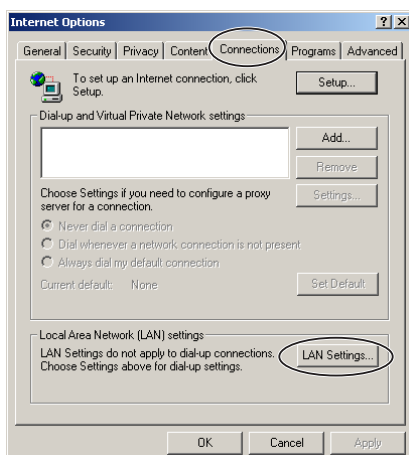 Internet Options
? X
General Security Privacy Content Connections Programs Advanced
To set up an Internet connection, click
Setup.
Setup...
Dial-up and Virtual Private Network settings
Add...
Remove
Choose Settings if you need to configure a proxy
server for a connection.
Settings...
Never dial a connection
Dial whenever a network connection is not present
Always dial my default connection
Current default: None
Set Default
Local Area Network (LAN) settings
LAN Settings do not apply to dial-up connections.
Choose Settings above for dial-up settings.
LAN Settings...
OK Cancel Apply